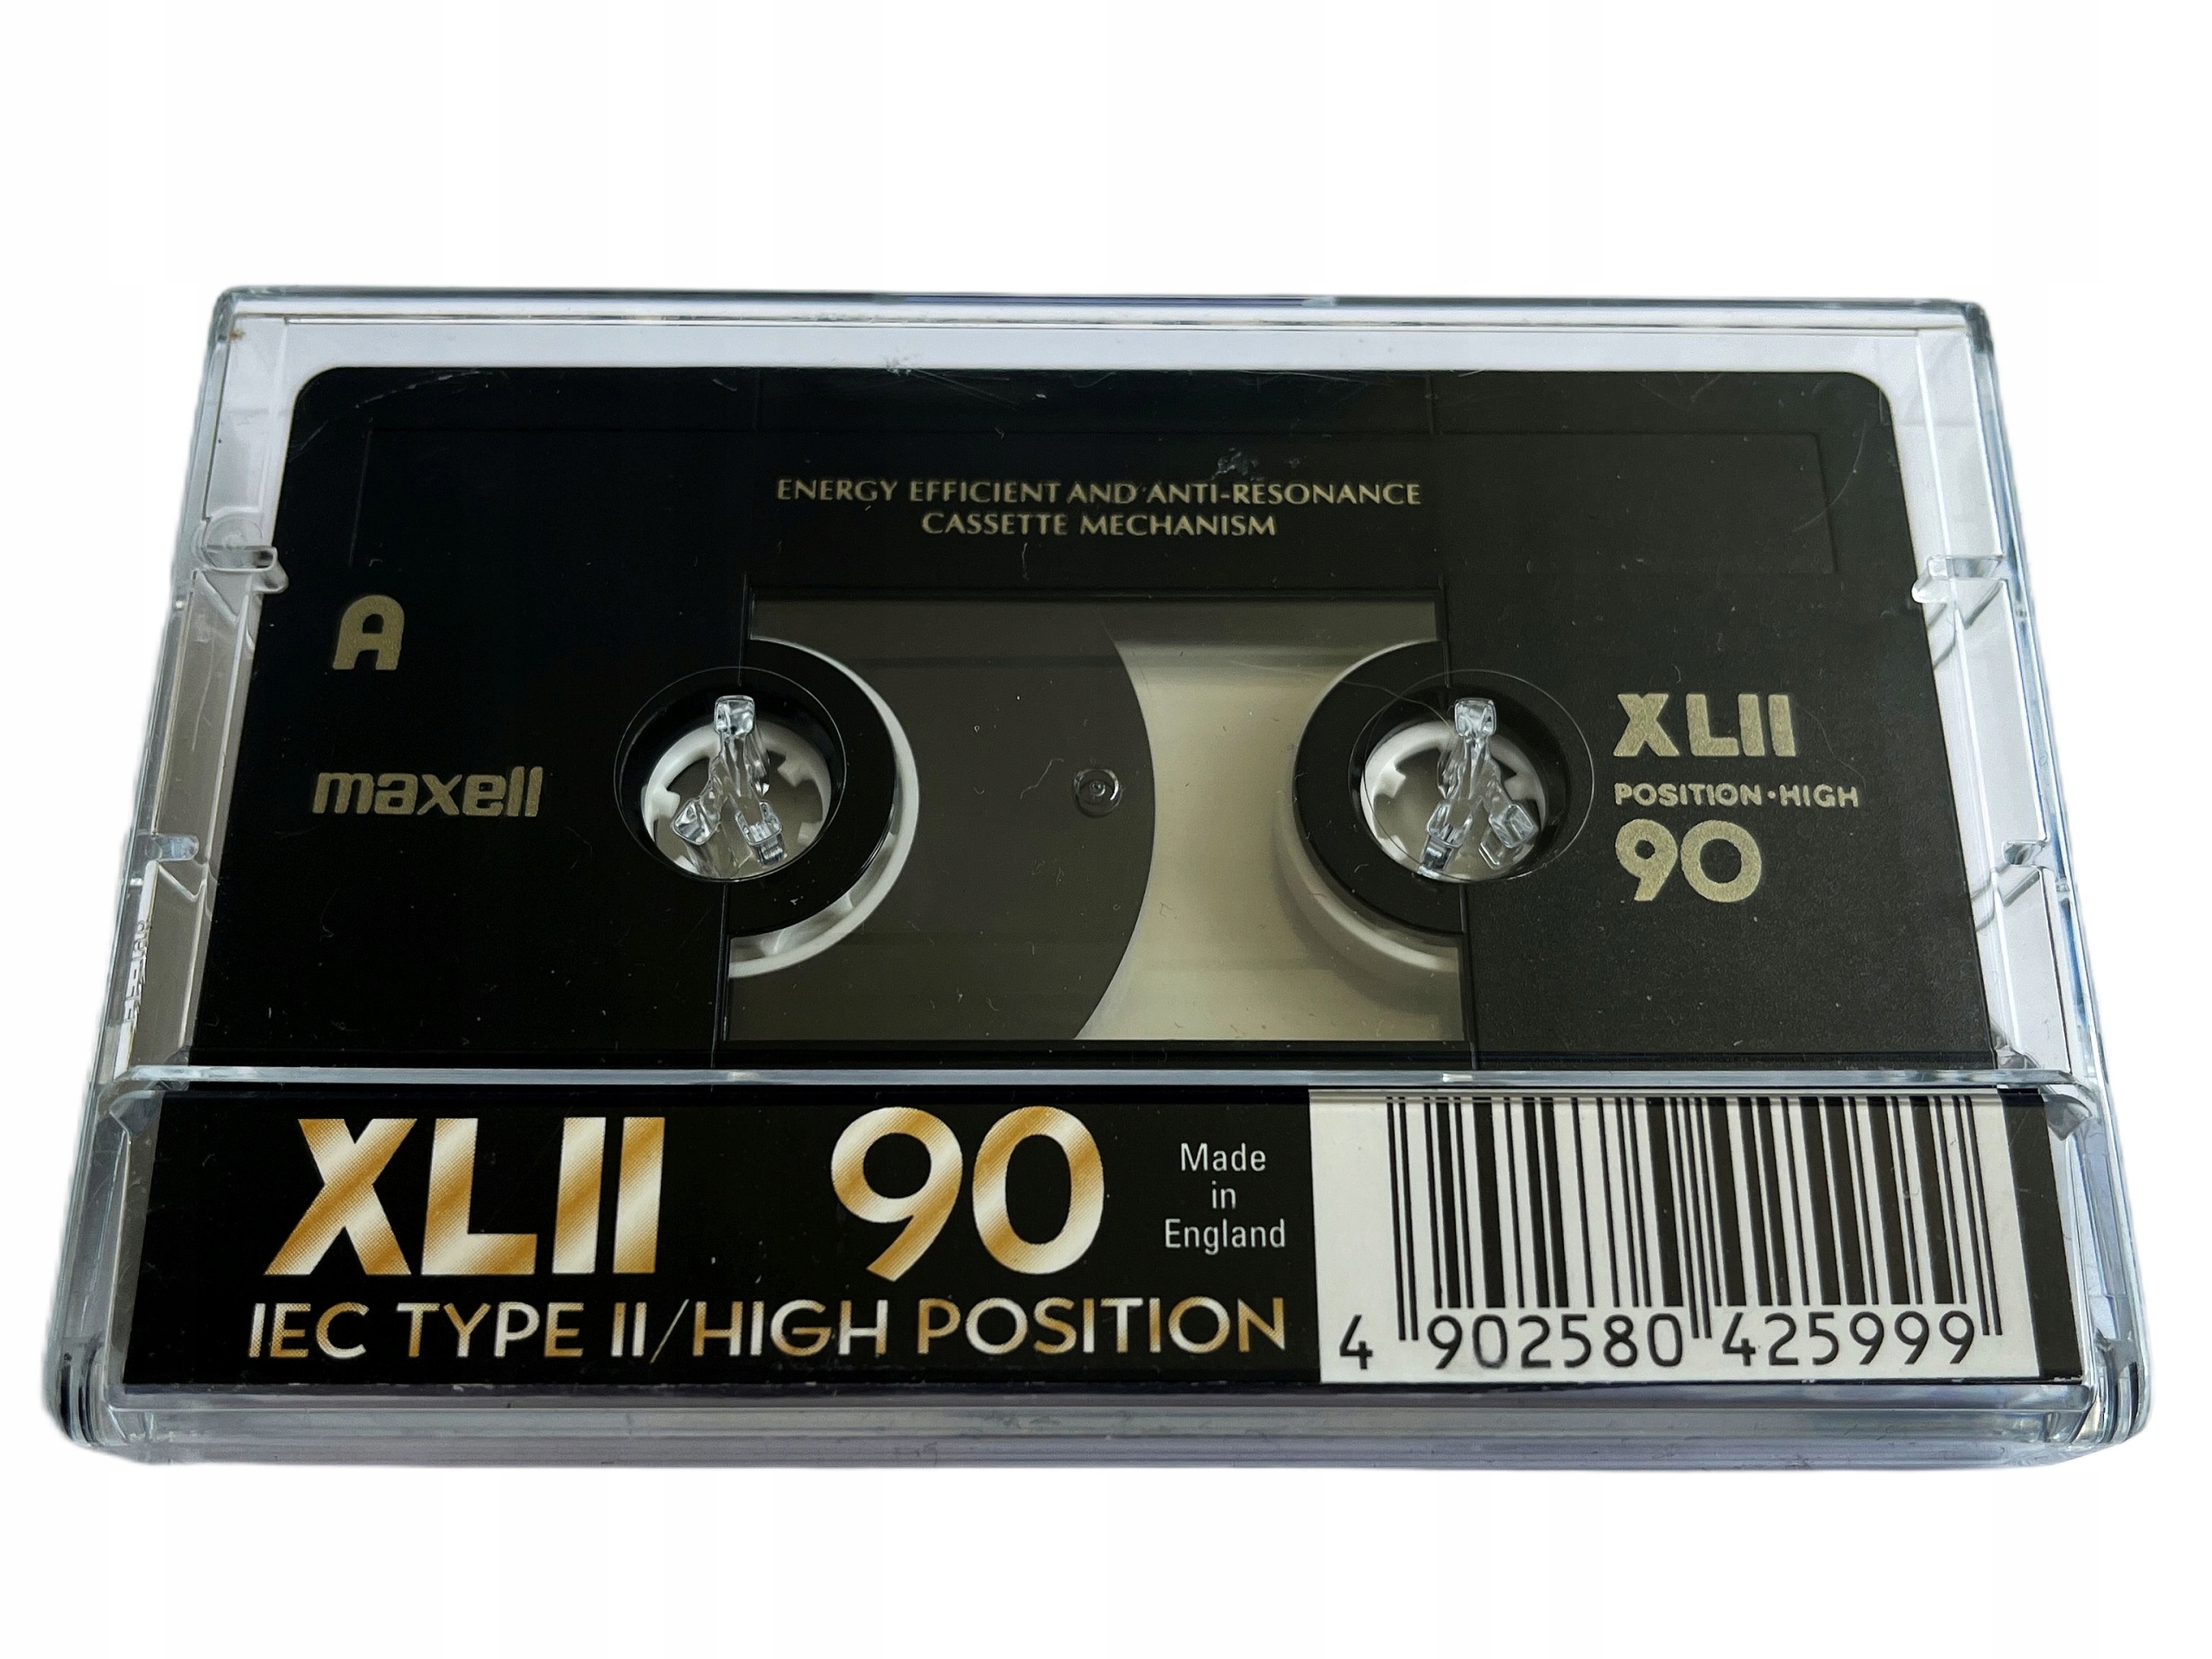 ENERGY EFFICIENT AND ANTI-RESONANCE
CASSETTE MECHANISM
A
maxell
XLII
POSITION·HIGH
90
XLII 90
Made
in
England
IEC TYPE II/HIGH POSITION
4 902580 425999